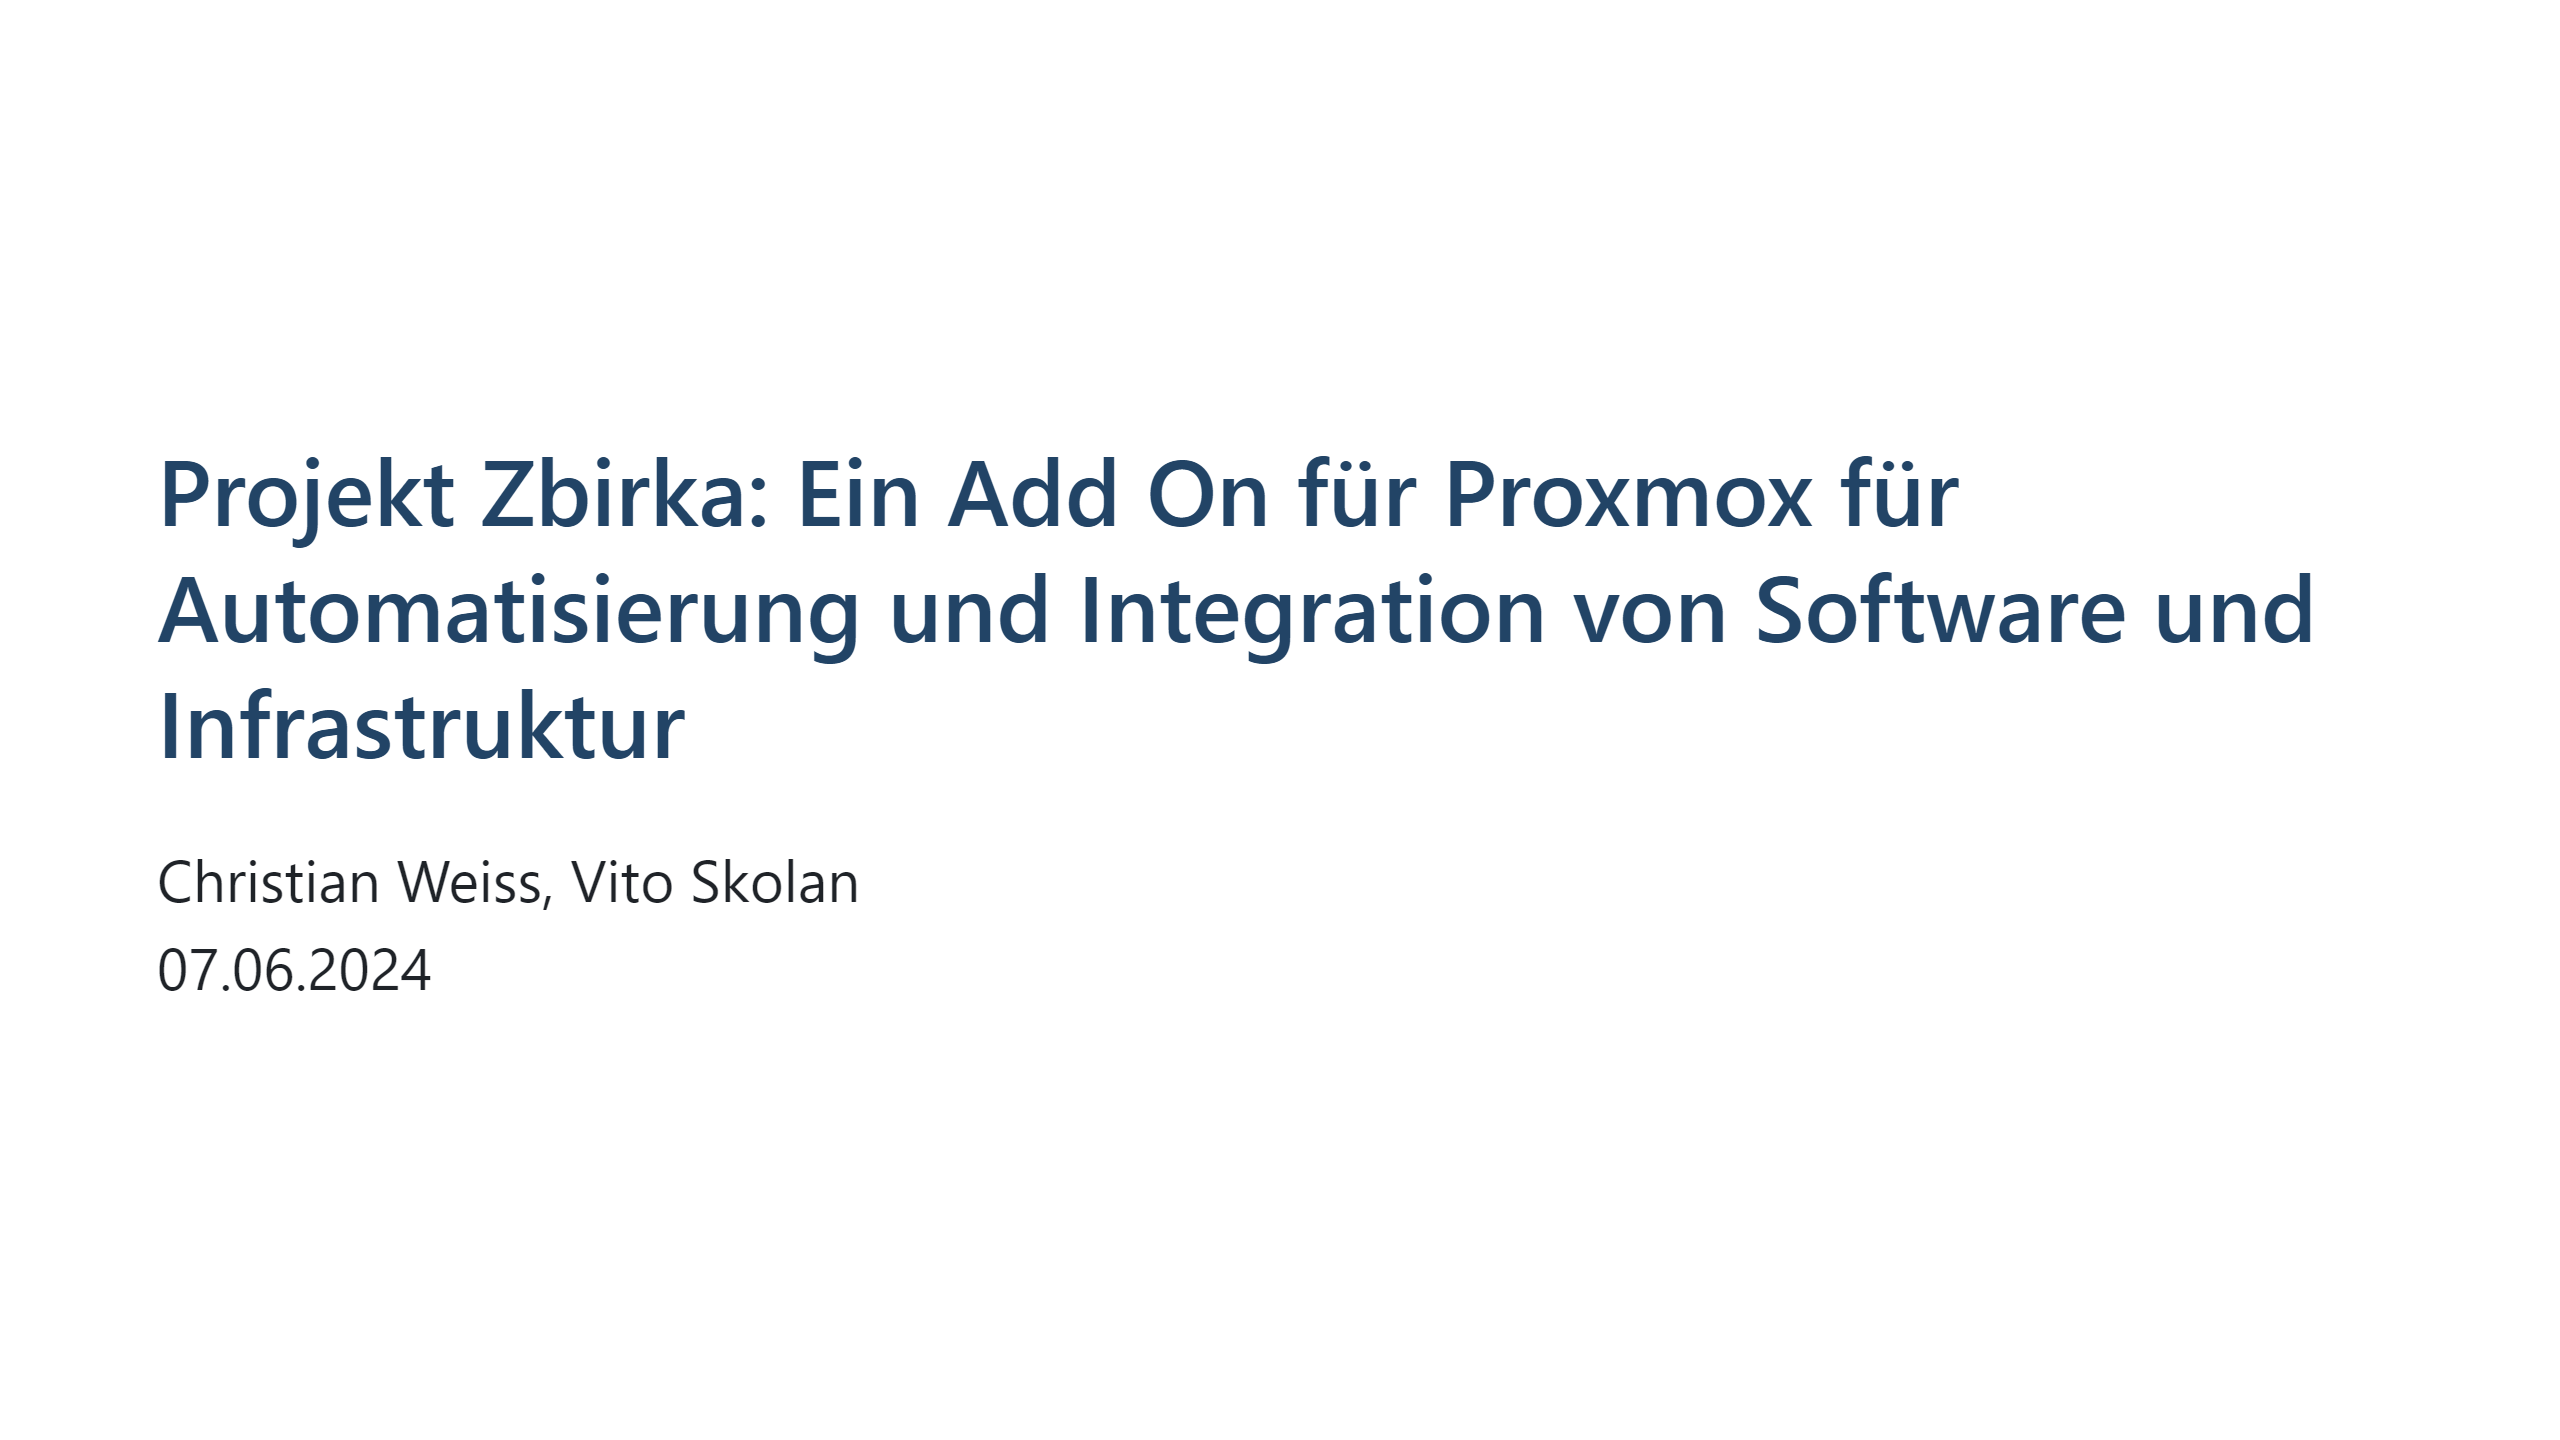 Projekt Zbirka: Ein Add On für Proxmox für
Automatisierung und Integration von Software und
Infrastruktur
Christian Weiss, Vito Skolan
07.06.2024